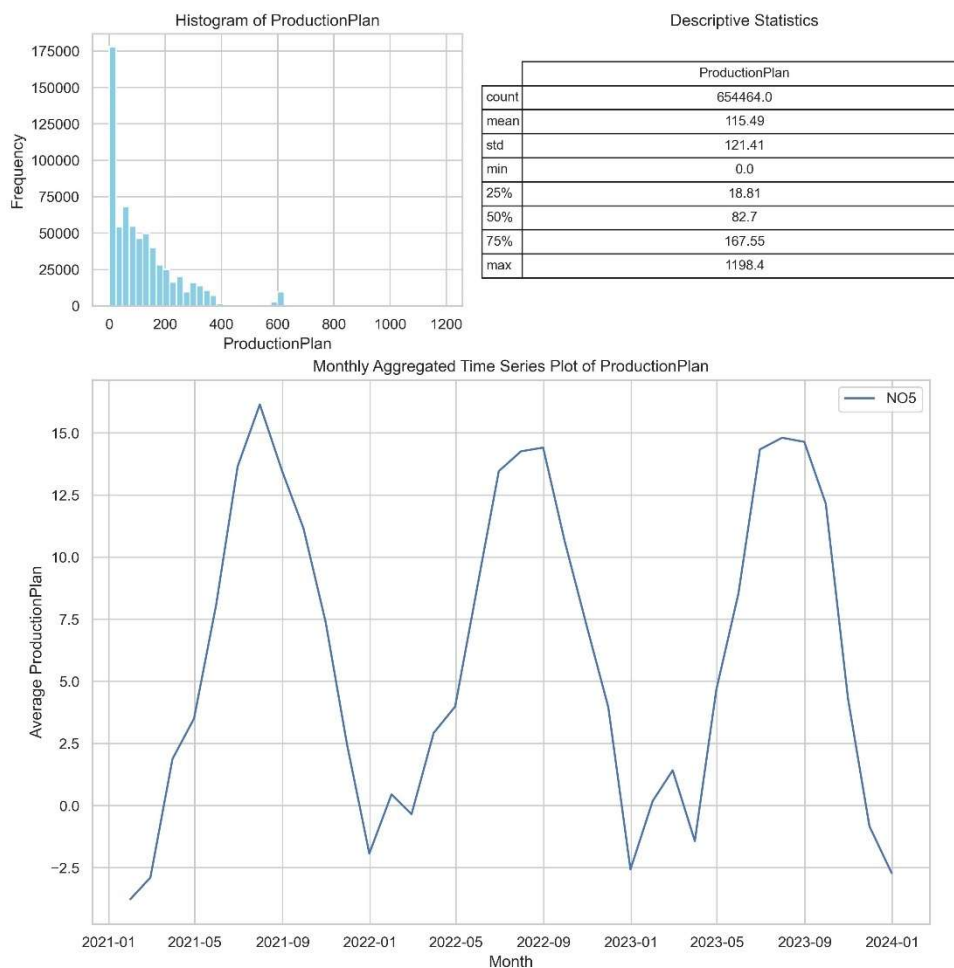 Histogram of ProductionPlan
175000
150000
125000
100000
75000
50000
25000
0
Frequency
0 200 400 600 800 1000 1200
ProductionPlan
Descriptive Statistics
ProductionPlan
count 654464.0
mean 115.49
std 121.41
min 0.0
25% 18.81
50% 82.7
75% 167.55
max 1198.4
Monthly Aggregated Time Series Plot of ProductionPlan
NO5
15.0
12.5
10.0
7.5
5.0
2.5
0.0
−2.5
Average ProductionPlan
2021-01 2021-05 2021-09 2022-01 2022-05 2022-09 2023-01 2023-05 2023-09 2024-01
Month